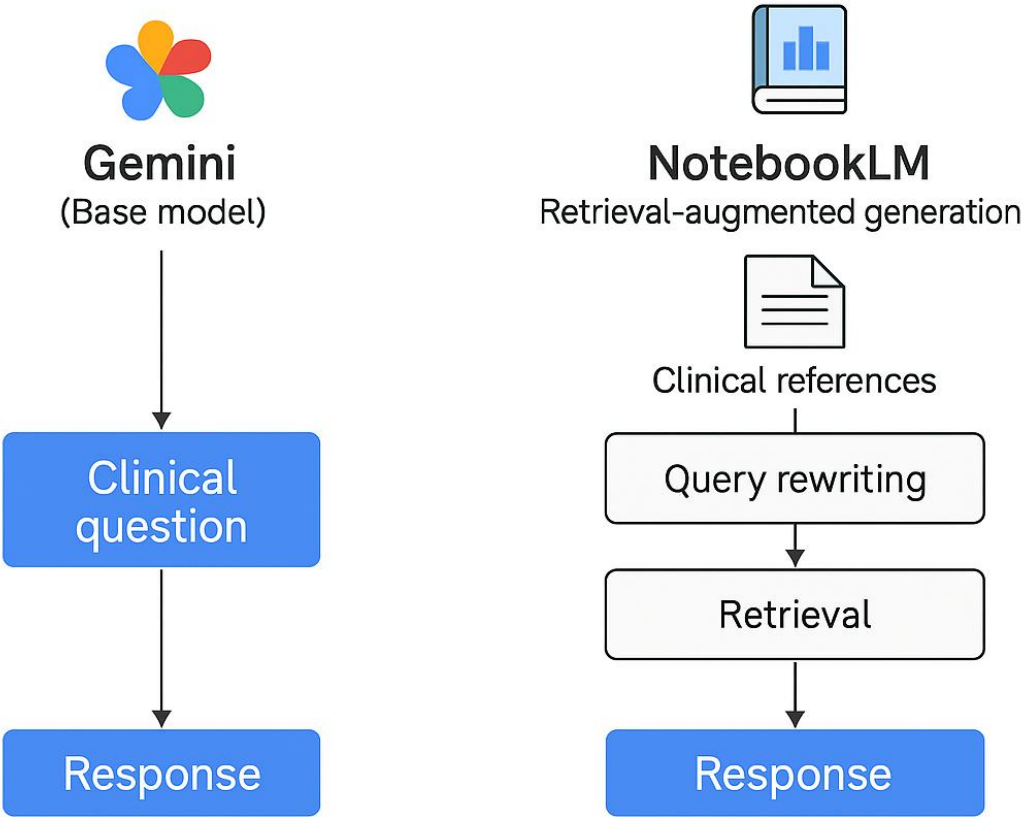 Gemini
(Base model)
Clinical
question
Response
NotebookLM
Retrieval-augmented generation
Clinical references
Query rewriting
Retrieval
Response